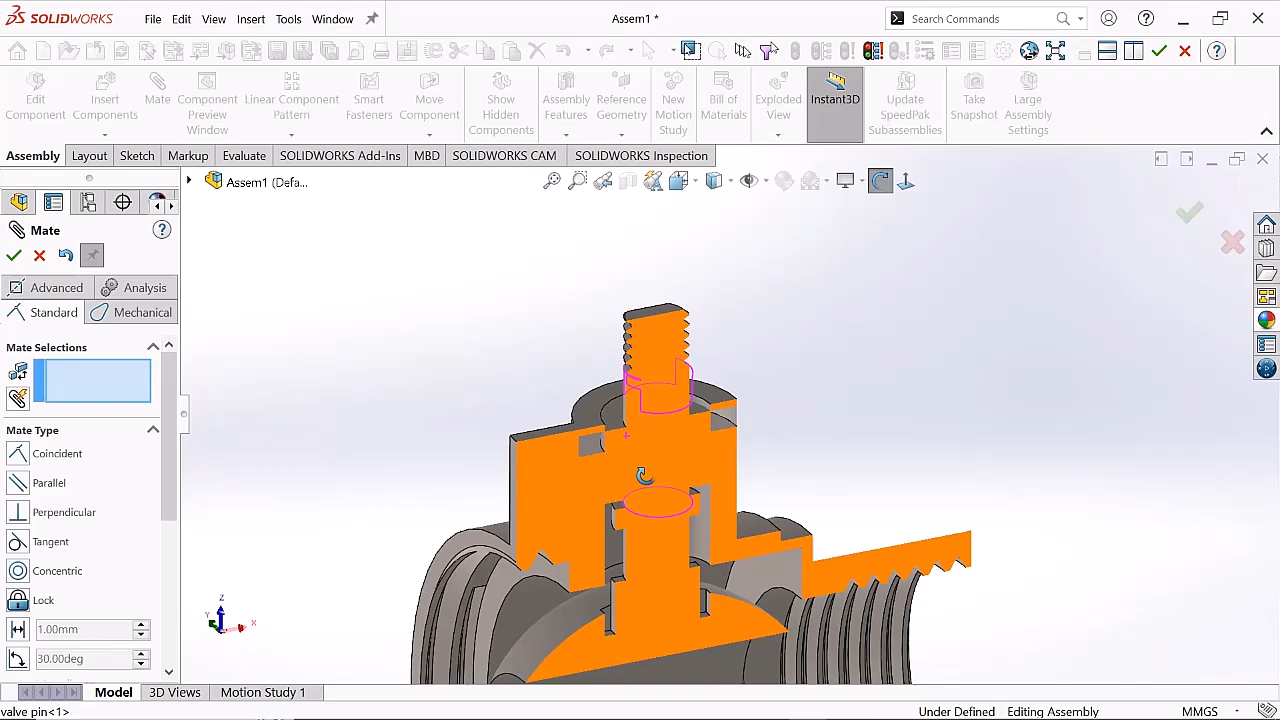 SOLIDWORKS
File Edit View Insert Tools Window
Assem1 *
Search Commands
Edit Component
Insert Components
Mate
Component Preview Window
Linear Component Pattern
Smart Fasteners
Move Component
Show Hidden Components
Assembly Features
Reference Geometry
New Motion Study
Bill of Materials
Exploded View
Instant3D
Update SpeedPak Subassemblies
Take Snapshot
Large Assembly Settings
Assembly Layout Sketch Markup Evaluate SOLIDWORKS Add-Ins MBD SOLIDWORKS CAM SOLIDWORKS Inspection
Assem1 (Defa...
Mate
Advanced Analysis
Standard Mechanical
Mate Selections
Mate Type
Coincident
Parallel
Perpendicular
Tangent
Concentric
Lock
1.00mm
30.00deg
Z
Y
X
Model 3D Views Motion Study 1
valve pin<1>
Under Defined Editing Assembly MMGS